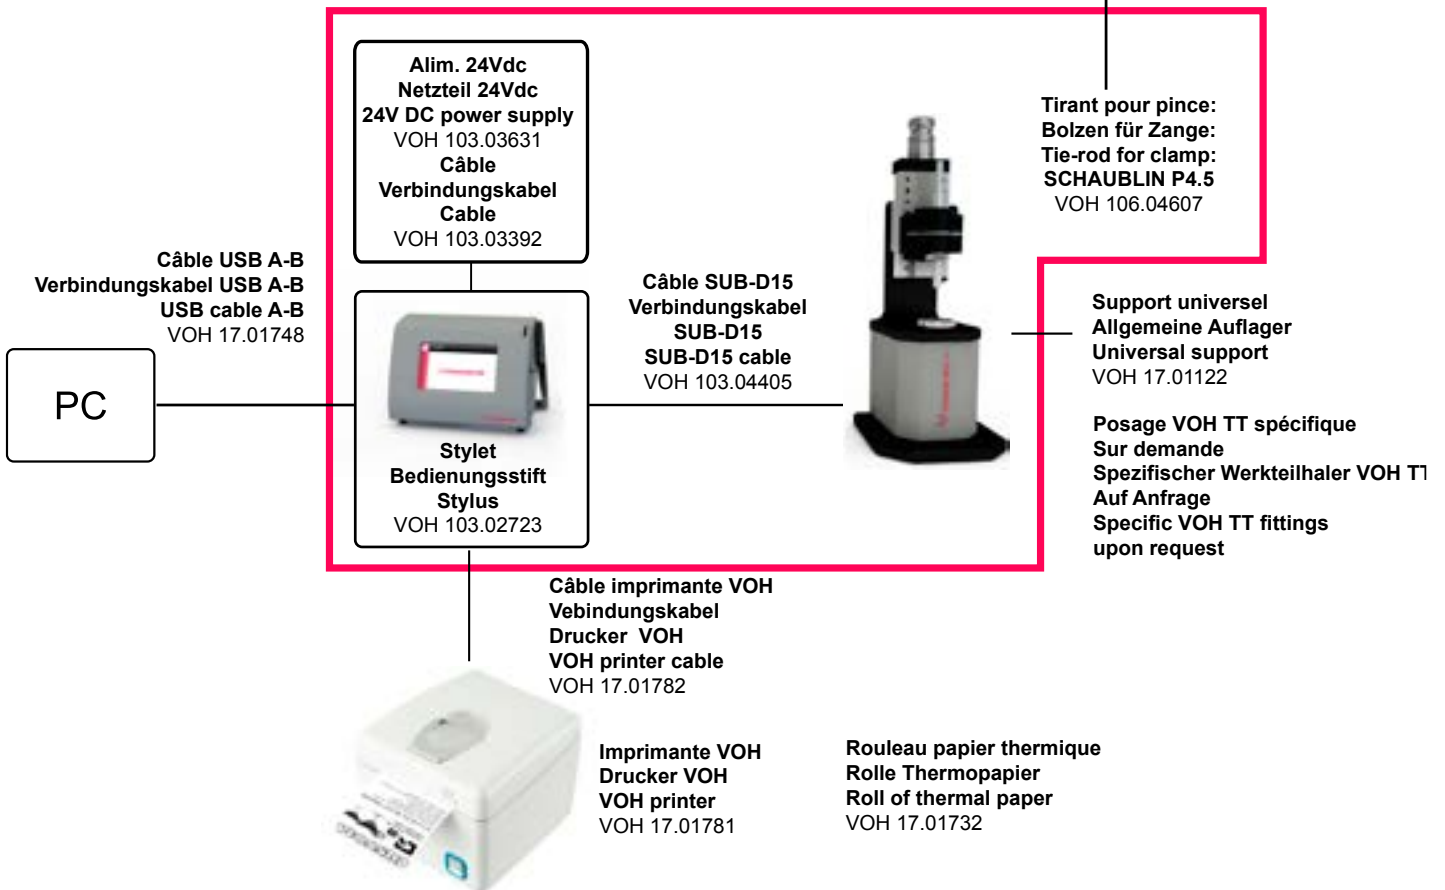 Alim. 24Vdc
Netzteil 24Vdc
24V DC power supply
VOH 103.03631
Câble
Verbindungskabel
Cable
VOH 103.03392
Tirant pour pince:
Bolzen für Zange:
Tie-rod for clamp:
SCHAUBLIN P4.5
VOH 106.04607
Câble USB A-B
Verbindungskabel USB A-B
USB cable A-B
VOH 17.01748
PC
Câble SUB-D15
Verbindungskabel
SUB-D15
SUB-D15 cable
VOH 103.04405
Support universel
Allgemeine Auflager
Universal support
VOH 17.01122
Posage VOH TT spécifique
Sur demande
Spezifischer Werkteilhaler VOH TT
Auf Anfrage
Specific VOH TT fittings
upon request
Stylet
Bedienungsstift
Stylus
VOH 103.02723
Câble imprimante VOH
Vebindungskabel
Drucker VOH
VOH printer cable
VOH 17.01782
Imprimante VOH
Drucker VOH
VOH printer
VOH 17.01781
Rouleau papier thermique
Rolle Thermopapier
Roll of thermal paper
VOH 17.01732